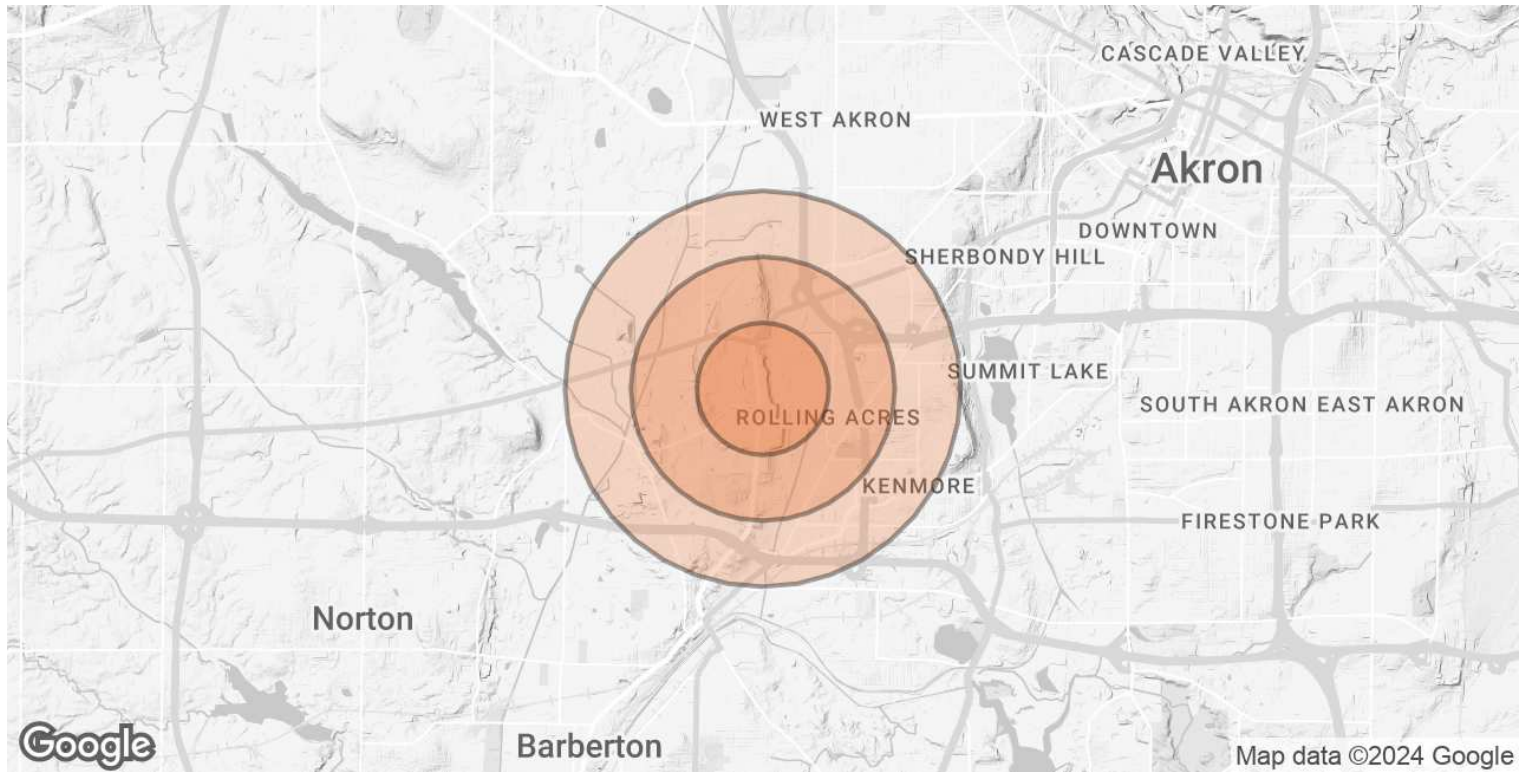 CASCADE VALLEY
WEST AKRON
Akron
DOWNTOWN
SHERBONDY HILL
SUMMIT LAKE
ROLLING ACRES
SOUTH AKRON EAST AKRON
KENMORE
FIRESTONE PARK
Norton
Barberton
Google
Map data ©2024 Google